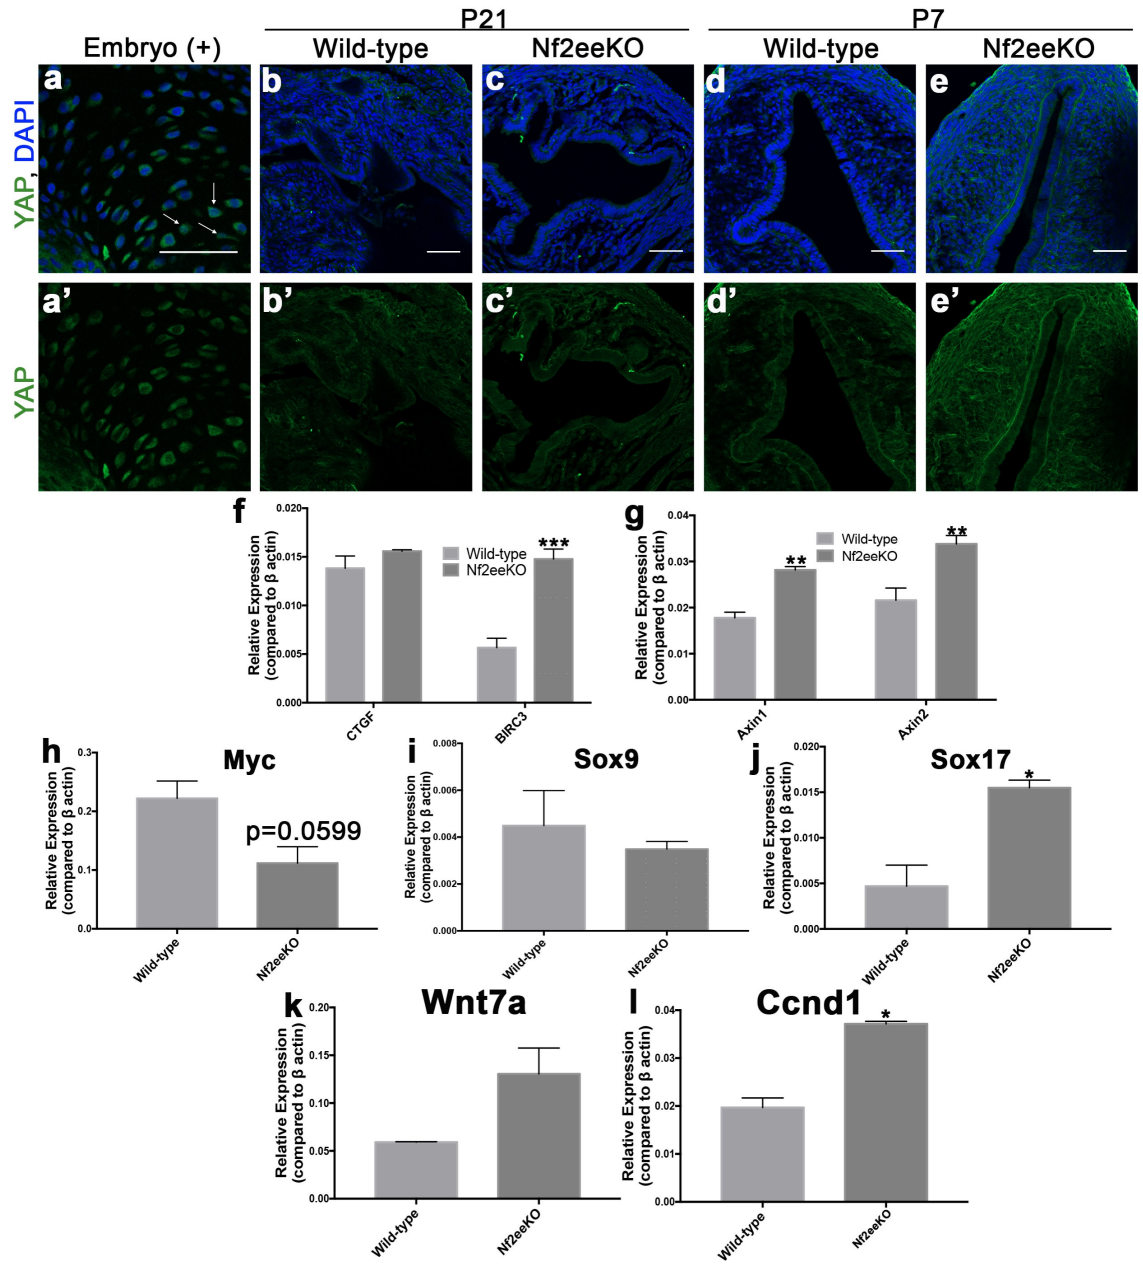 P21
P7
Embryo (+)
Wild-type
Nf2eeKO
Wild-type
Nf2eeKO
YAP, DAPI
a
b
c
d
e
YAP
a'
b'
c'
d'
e'
f
Relative Expression
(compared to β actin)
0.020
0.015
0.010
0.005
0.000
Wild-type
Nf2eeKO
***
CTGF
BIRC3
g
Relative Expression
(compared to β actin)
0.04
0.03
0.02
0.01
0.00
Wild-type
Nf2eeKO
**
**
Axin1
Axin2
h
Myc
Relative Expression
(compared to β actin)
0.3
0.2
0.1
0.0
p=0.0599
Wild-type
Nf2eeKO
i
Sox9
Relative Expression
(compared to β actin)
0.008
0.006
0.004
0.002
0.000
Wild-type
Nf2eeKO
j
Sox17
Relative Expression
(compared to β actin)
0.020
0.015
0.010
0.005
0.000
*
Wild-type
Nf2eeKO
k
Wnt7a
Relative Expression
(compared to β actin)
0.20
0.15
0.10
0.05
0.00
Wild-type
Nf2eeKO
l
Ccnd1
Relative Expression
(compared to β actin)
0.04
0.03
0.02
0.01
0.00
*
Wild-type
Nf2eeKO